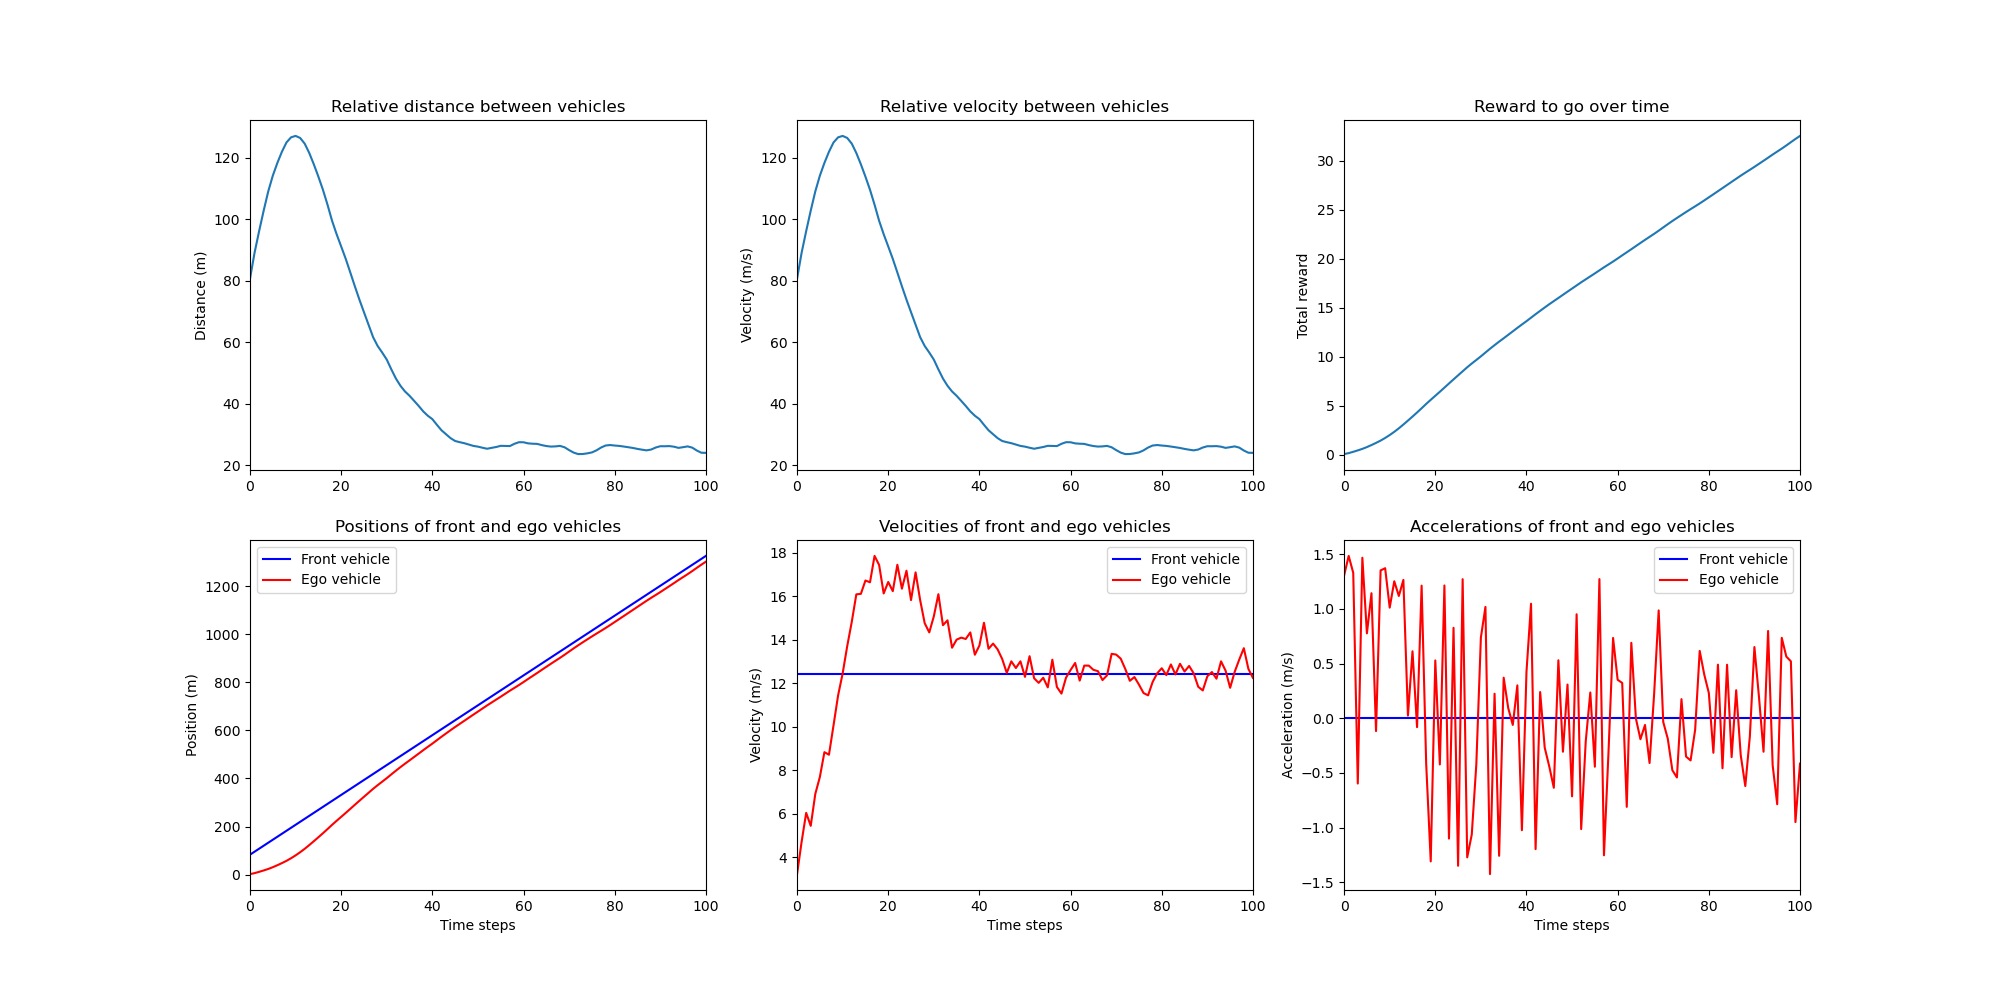 Relative distance between vehicles
Distance (m)
120
100
80
60
40
20
0 20 40 60 80 100
Relative velocity between vehicles
Velocity (m/s)
120
100
80
60
40
20
0 20 40 60 80 100
Reward to go over time
Total reward
30
25
20
15
10
5
0
0 20 40 60 80 100
Positions of front and ego vehicles
Front vehicle
Ego vehicle
Position (m)
1200
1000
800
600
400
200
0
0 20 40 60 80 100
Time steps
Velocities of front and ego vehicles
Front vehicle
Ego vehicle
Velocity (m/s)
18
16
14
12
10
8
6
4
0 20 40 60 80 100
Time steps
Accelerations of front and ego vehicles
Front vehicle
Ego vehicle
Acceleration (m/s)
1.5
1.0
0.5
0.0
−0.5
−1.0
−1.5
0 20 40 60 80 100
Time steps